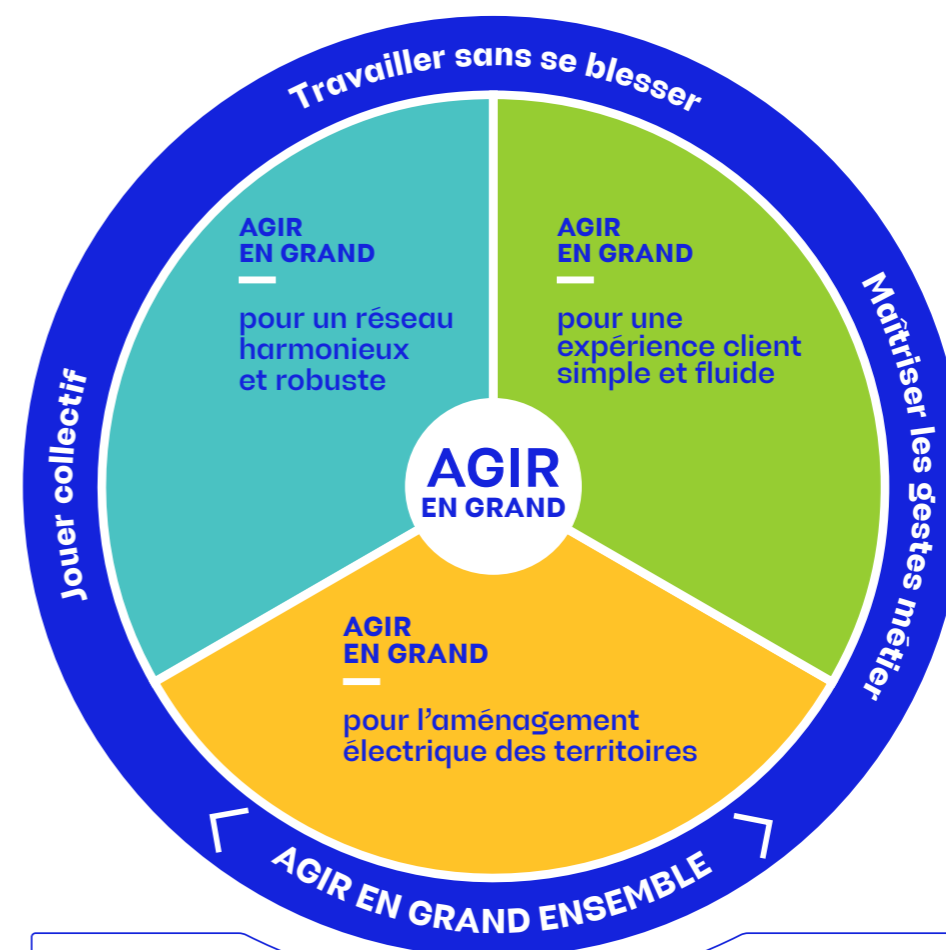 Travailler sans se blesser
Jouer collectif
Maîtriser les gestes métier
AGIR
EN GRAND
pour un réseau
harmonieux
et robuste
AGIR
EN GRAND
pour une
expérience client
simple et fluide
AGIR
EN GRAND
AGIR
EN GRAND
pour l’aménagement
électrique des territoires
AGIR EN GRAND ENSEMBLE